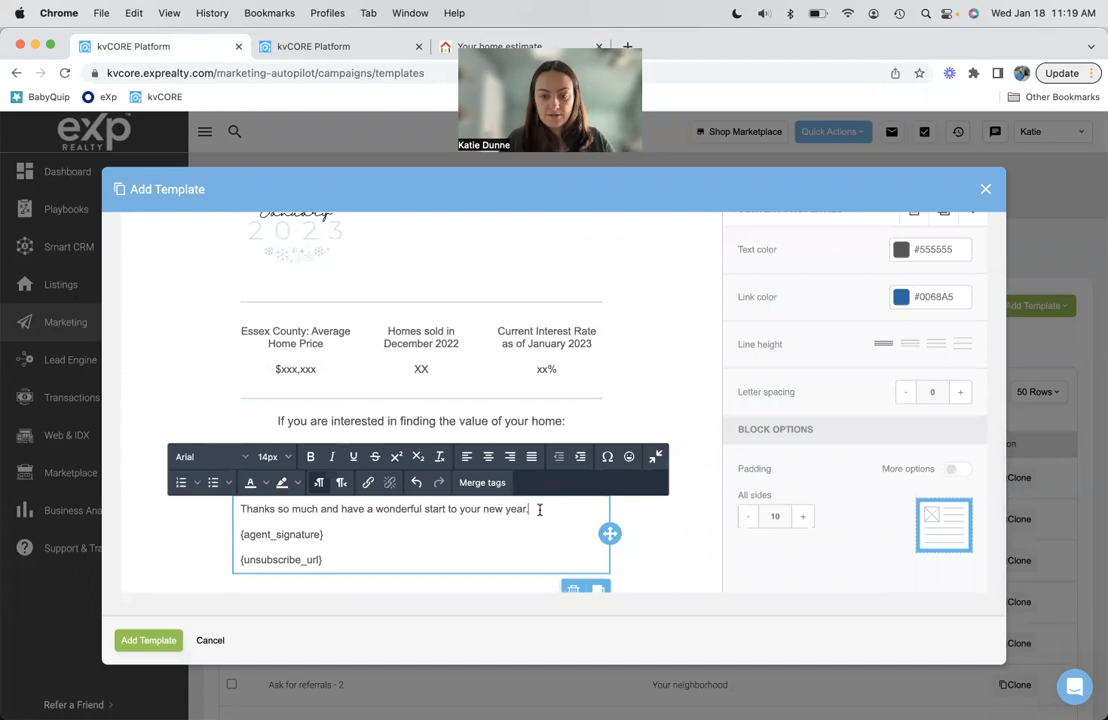 Chrome File Edit View History Bookmarks Profiles Tab Window Help Wed Jan 18 11:19 AM
kvCORE Platform kvCORE Platform Your home estimate
kvcore.exprealty.com/marketing-autopilot/campaigns/templates Update
BabyQuip eXp kvCORE Other Bookmarks
exp REALTY Shop Marketplace Quick Actions Katie
Katie Dunne
Dashboard
Playbooks
Smart CRM
Listings
Marketing
Lead Engine
Transactions
Web & IDX
Marketplace
Business Ana
Support & Tra
Refer a Friend
Add Template
January
2023
Essex County: Average Home Price
Homes sold in December 2022
Current Interest Rate as of January 2023
$xxx,xxx XX xx%
If you are interested in finding the value of your home:
Arial 14px
Merge tags
Thanks so much and have a wonderful start to your new year.
{agent_signature}
{unsubscribe_url}
Text color #555555
Link color #0068A5
Line height
Letter spacing - 0 +
BLOCK OPTIONS
Padding More options
All sides
- 10 +
Add Template Cancel
Add Template
50 Rows
Clone
Clone
Clone
Clone
Clone
Ask for referrals - 2 Your neighborhood Clone